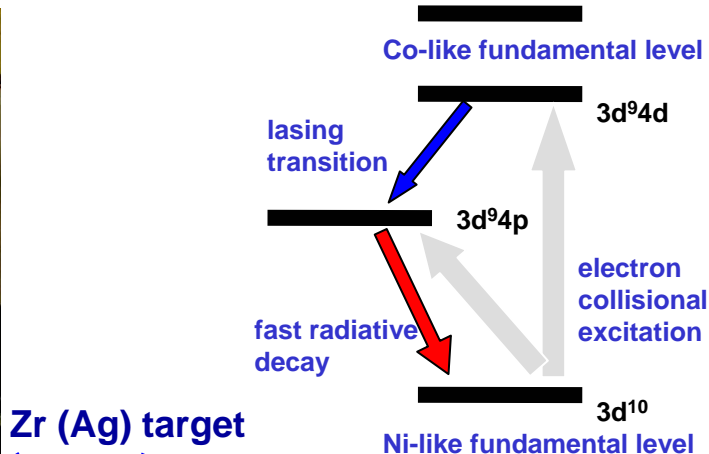 Co-like fundamental level
3d⁹4d
lasing
transition
3d⁹4p
electron
collisional
excitation
fast radiative
decay
3d¹⁰
Zr (Ag) target
Ni-like fundamental level